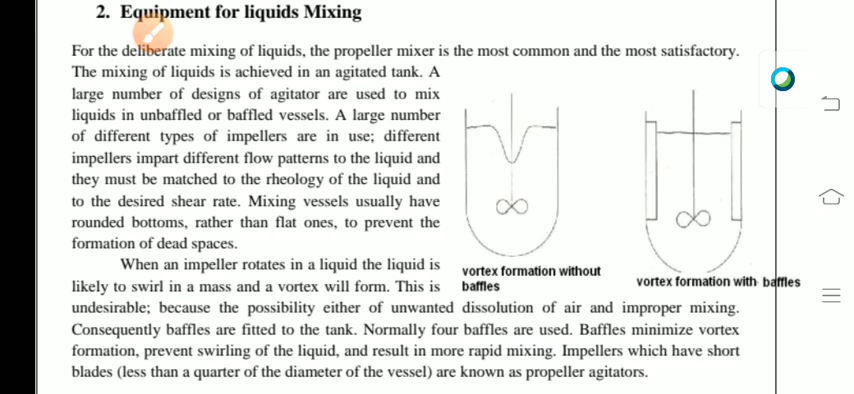 2. Equipment for liquids Mixing
For the deliberate mixing of liquids, the propeller mixer is the most common and the most satisfactory.
The mixing of liquids is achieved in an agitated tank. A
large number of designs of agitator are used to mix
liquids in unbaffled or baffled vessels. A large number
of different types of impellers are in use; different
impellers impart different flow patterns to the liquid and
they must be matched to the rheology of the liquid and
to the desired shear rate. Mixing vessels usually have
rounded bottoms, rather than flat ones, to prevent the
formation of dead spaces.
When an impeller rotates in a liquid the liquid is
likely to swirl in a mass and a vortex will form. This is
vortex formation without
baffles
vortex formation with baffles
undesirable; because the possibility either of unwanted dissolution of air and improper mixing.
Consequently baffles are fitted to the tank. Normally four baffles are used. Baffles minimize vortex
formation, prevent swirling of the liquid, and result in more rapid mixing. Impellers which have short
blades (less than a quarter of the diameter of the vessel) are known as propeller agitators.